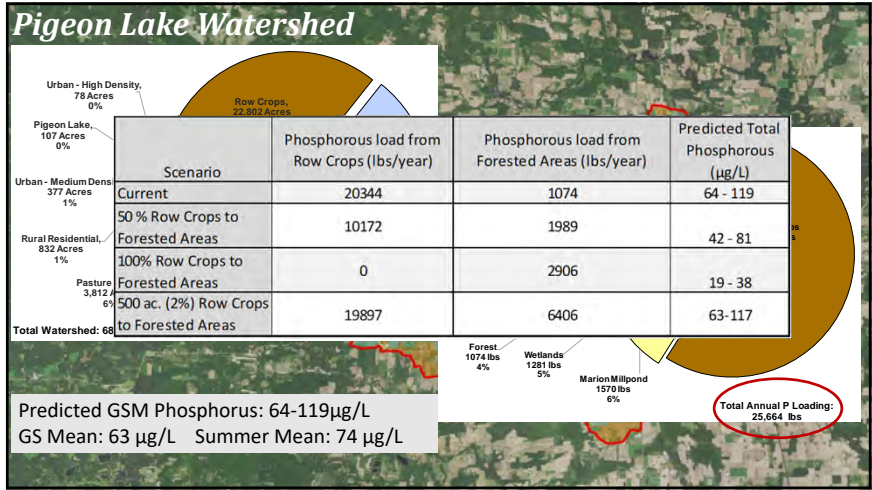 Pigeon Lake Watershed
Urban - High Density,
78 Acres
0%
Row Crops,
22,802 Acres
Pigeon Lake,
107 Acres
0%
Urban - Medium Densi
377 Acres
1%
Rural Residential,
832 Acres
1%
Pasture
3,812 A
6%
Total Watershed: 68
Scenario
Phosphorous load from
Row Crops (lbs/year)
Phosphorous load from
Forested Areas (lbs/year)
Predicted Total
Phosphorous
(µg/L)
Current 20344 1074 64 - 119
50 % Row Crops to
Forested Areas
10172 1989 42 - 81
100% Row Crops to
Forested Areas
0 2906 19 - 38
500 ac. (2%) Row Crops
to Forested Areas
19897 6406 63-117
Forest
1074 lbs
4%
Wetlands
1281 lbs
5%
Marion Millpond
1570 lbs
6%
Total Annual P Loading:
25,664 lbs
Predicted GSM Phosphorus: 64-119µg/L
GS Mean: 63 µg/L Summer Mean: 74 µg/L